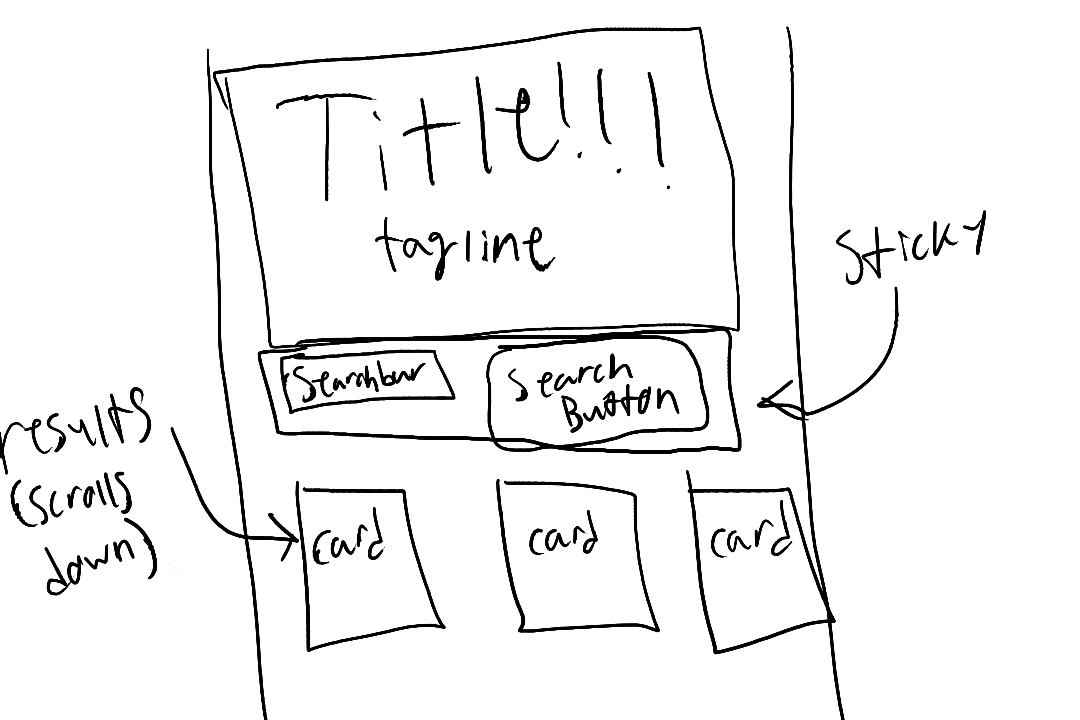 Title!!!
tagline
sticky
Searchbar
Search
Button
results
(scrolls
down)
card
card
card